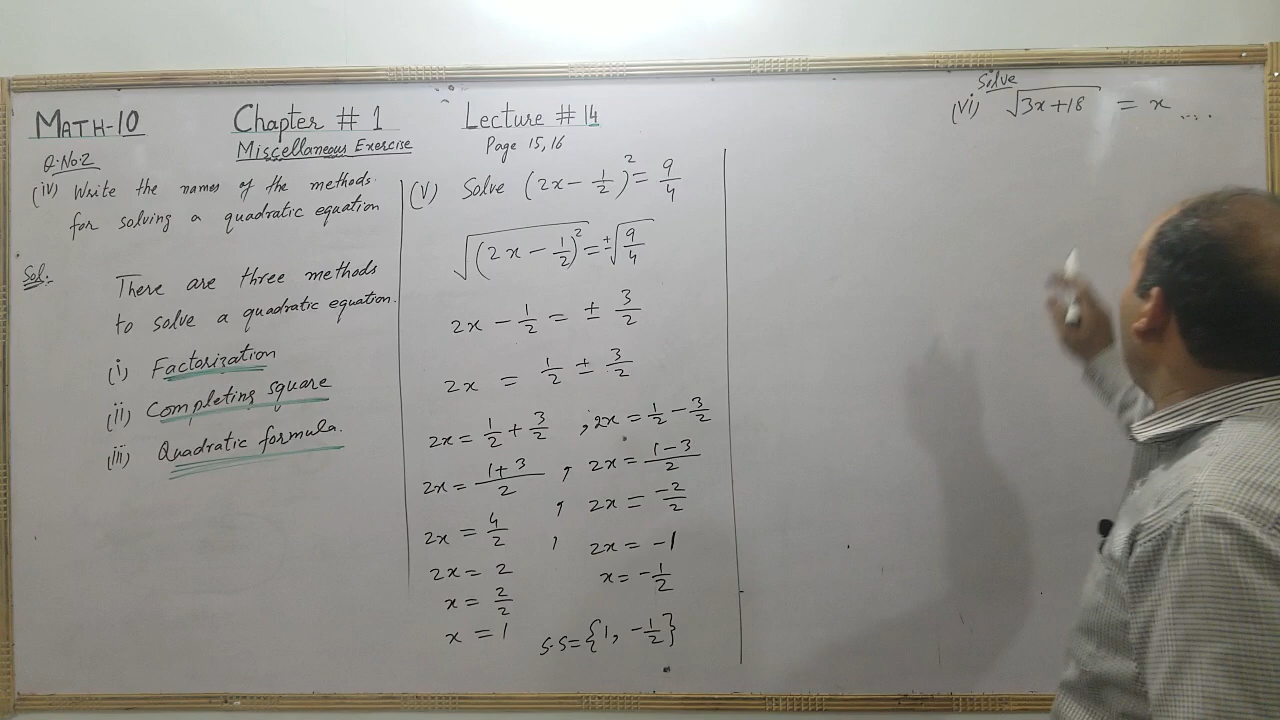 MATH-10
Chapter # 1
Lecture # 14
Miscellaneous Exercise
Page 15,16
Q.No.2
(iv) Write the names of the methods
for solving a quadratic equation
Sol:-
There are three methods
to solve a quadratic equation.
(i) Factorization
(ii) Completing square
(iii) Quadratic formula.
(V) Solve (2x - 1/2)² = 9/4
√(2x - 1/2)² = ±√9/4
2x - 1/2 = ± 3/2
2x = 1/2 ± 3/2
2x = 1/2 + 3/2 ; 2x = 1/2 - 3/2
2x = 1+3/2 , 2x = 1-3/2
2x = 4/2 , 2x = -2/2
2x = 2 , 2x = -1
x = 2/2 x = -1/2
x = 1
S.S = {1, -1/2}
Solve
(Vi) √3x+18 = x ....